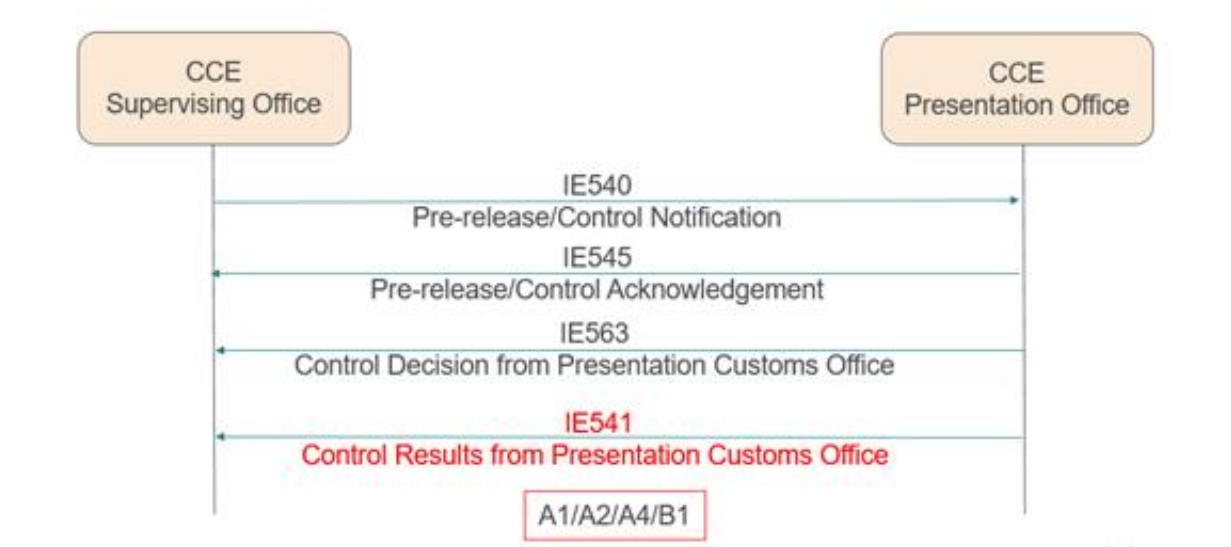 CCE
Supervising Office
CCE
Presentation Office
IE540
Pre-release/Control Notification
IE545
Pre-release/Control Acknowledgement
IE563
Control Decision from Presentation Customs Office
IE541
Control Results from Presentation Customs Office
A1/A2/A4/B1